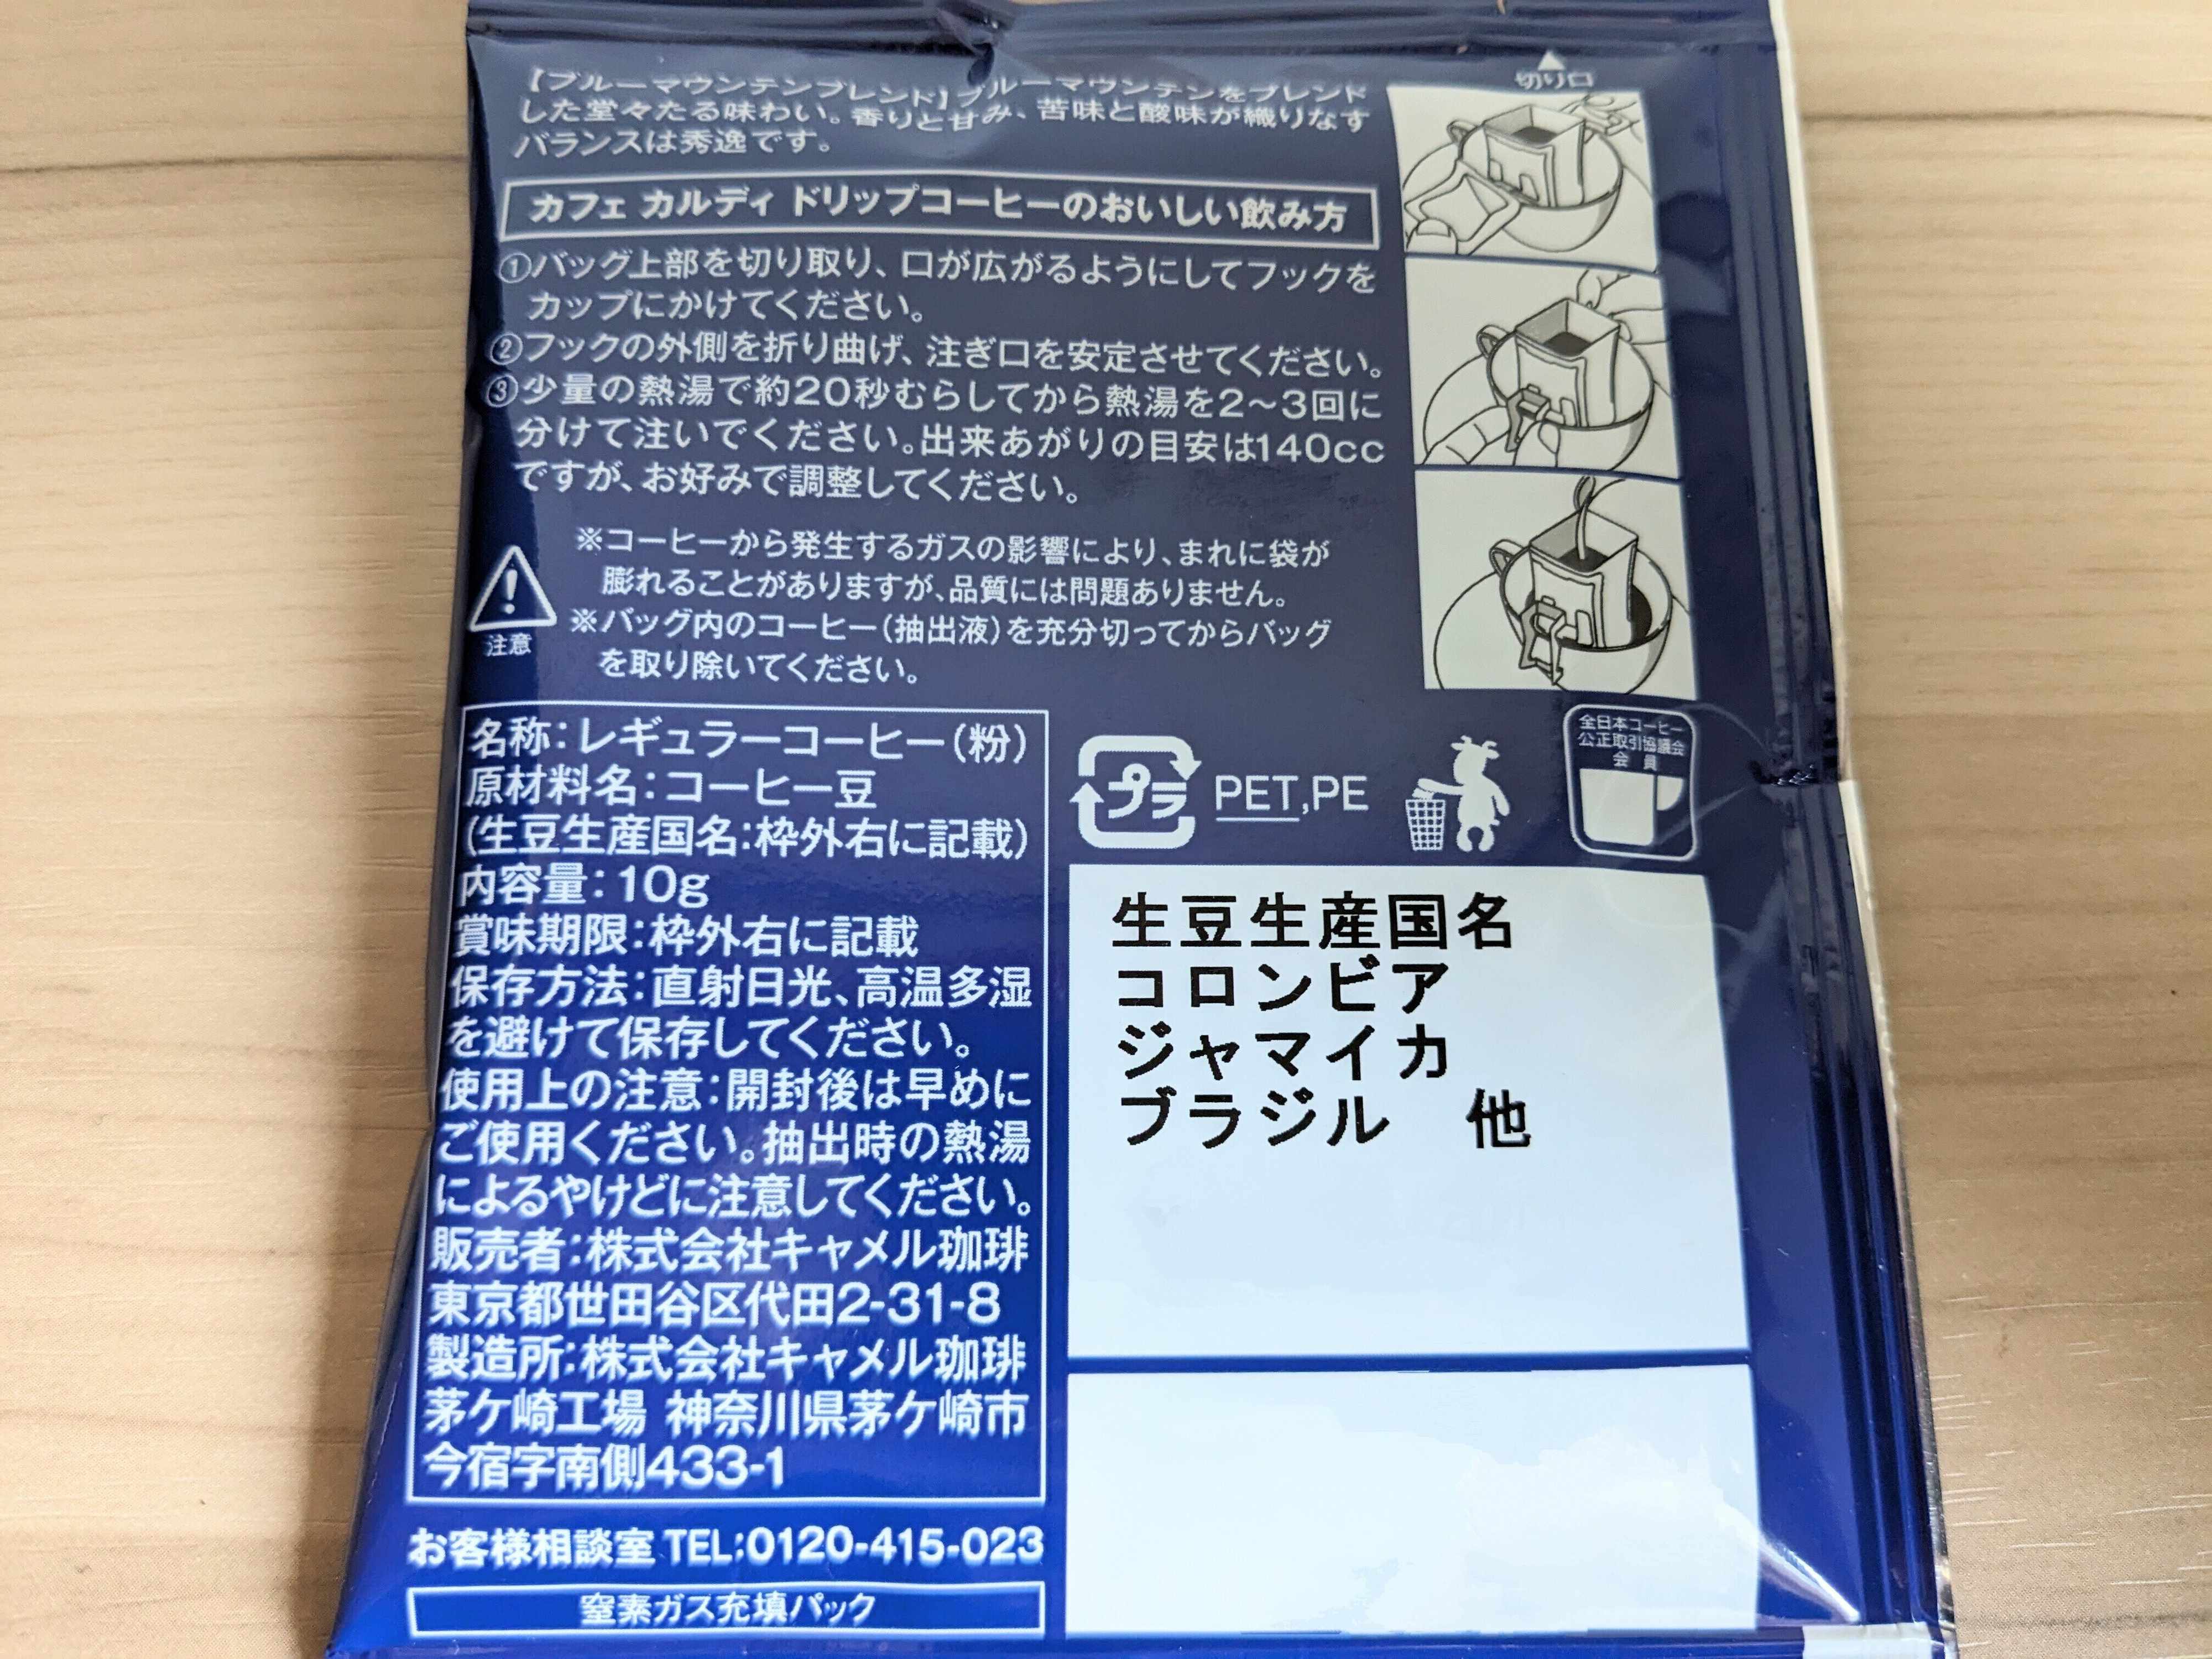 切り口
【ブルーマウンテンブレンド】ブルーマウンテンをブレンド
した堂々たる味わい。香りと甘み、苦味と酸味が織りなす
バランスは秀逸です。
カフェ カルディ ドリップコーヒーのおいしい飲み方
①バッグ上部を切り取り、口が広がるようにしてフックを
カップにかけてください。
②フックの外側を折り曲げ、注ぎ口を安定させてください。
③少量の熱湯で約20秒むらしてから熱湯を2～3回に
分けて注いでください。出来あがりの目安は140cc
ですが、お好みで調整してください。
※コーヒーから発生するガスの影響により、まれに袋が
膨れることがありますが、品質には問題ありません。
※バッグ内のコーヒー(抽出液)を充分切ってからバッグ
を取り除いてください。
注意
名称：レギュラーコーヒー(粉)
原材料名：コーヒー豆
(生豆生産国名：枠外右に記載)
内容量：10g
賞味期限：枠外右に記載
保存方法：直射日光、高温多湿
を避けて保存してください。
使用上の注意：開封後は早めに
ご使用ください。抽出時の熱湯
によるやけどに注意してください。
販売者：株式会社キャメル珈琲
東京都世田谷区代田2-31-8
製造所：株式会社キャメル珈琲
茅ケ崎工場 神奈川県茅ケ崎市
今宿字南側433-1
お客様相談室 TEL：0120-415-023
窒素ガス充填パック
プラ
PET,PE
全日本コーヒー
公正取引協議会
会 員
生豆生産国名
コロンビア
ジャマイカ
ブラジル 他